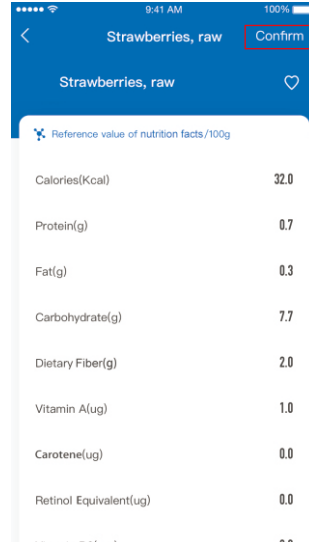 9:41 AM 100%
Strawberries, raw Confirm
Strawberries, raw
Reference value of nutrition facts/100g
Calories(Kcal) 32.0
Protein(g) 0.7
Fat(g) 0.3
Carbohydrate(g) 7.7
Dietary Fiber(g) 2.0
Vitamin A(ug) 1.0
Carotene(ug) 0.0
Retinol Equivalent(ug) 0.0